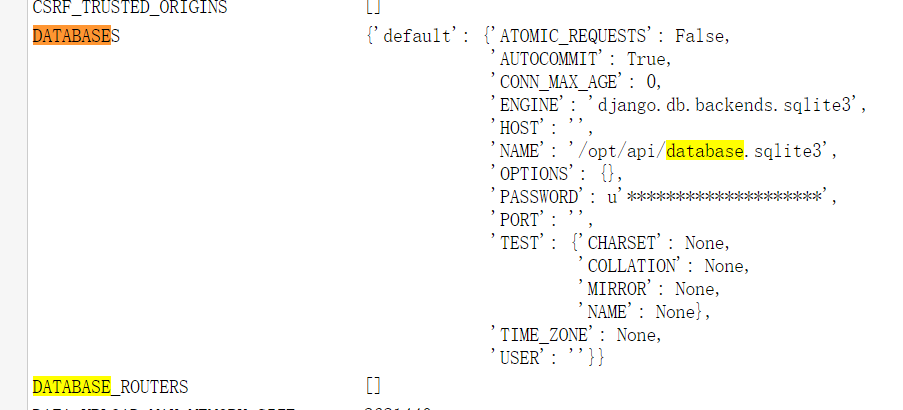 CSRF_TRUSTED_ORIGINS []
DATABASES {'default': {'ATOMIC_REQUESTS': False,
'AUTOCOMMIT': True,
'CONN_MAX_AGE': 0,
'ENGINE': 'django.db.backends.sqlite3',
'HOST': '',
'NAME': '/opt/api/database.sqlite3',
'OPTIONS': {},
'PASSWORD': u'********************',
'PORT': '',
'TEST': {'CHARSET': None,
'COLLATION': None,
'MIRROR': None,
'NAME': None},
'TIME_ZONE': None,
'USER': ''}}
DATABASE_ROUTERS []